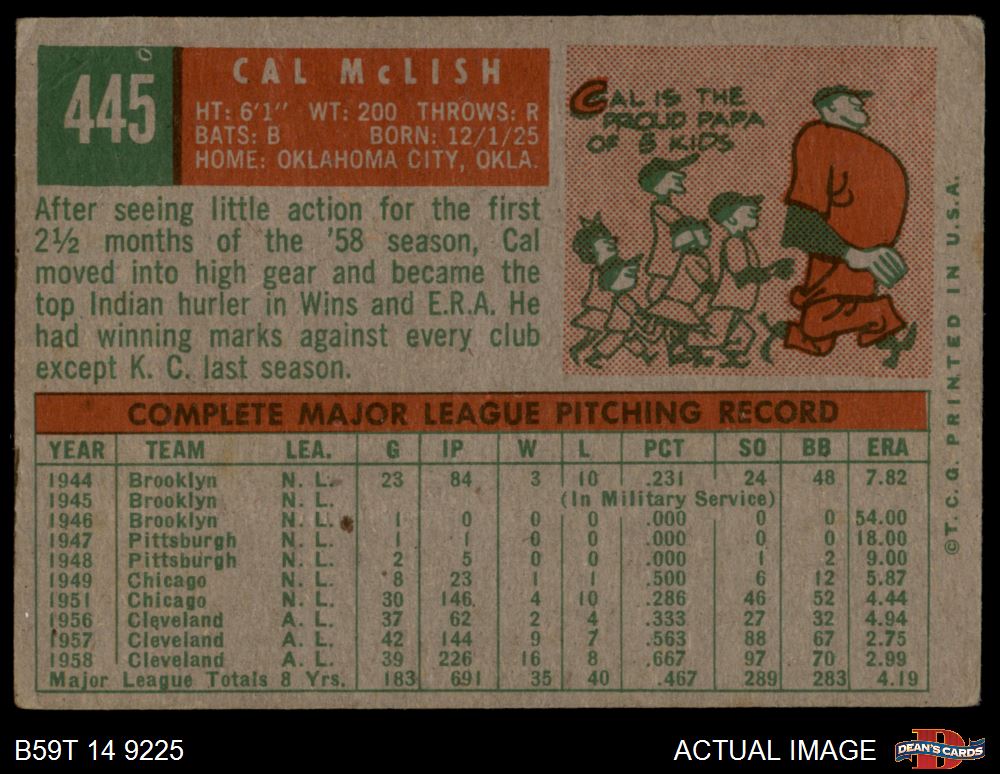 445
CAL McLISH
HT: 6'1" WT: 200 THROWS: R
BATS: B BORN: 12/1/25
HOME: OKLAHOMA CITY, OKLA.
CAL IS THE
PROUD PAPA
OF 5 KIDS
After seeing little action for the first
2½ months of the '58 season, Cal
moved into high gear and became the
top Indian hurler in Wins and E.R.A. He
had winning marks against every club
except K. C. last season.
COMPLETE MAJOR LEAGUE PITCHING RECORD
YEAR TEAM LEA. G IP W L PCT SO BB ERA
1944 Brooklyn N. L. 23 84 3 10 .231 24 48 7.82
1945 Brooklyn N. L. (In Military Service)
1946 Brooklyn N. L. 1 0 0 0 .000 0 0 54.00
1947 Pittsburgh N. L. 1 1 0 0 .000 0 0 18.00
1948 Pittsburgh N. L. 2 5 0 0 .000 1 2 9.00
1949 Chicago N. L. 8 23 1 1 .500 6 12 5.87
1951 Chicago N. L. 30 146 4 10 .286 46 52 4.44
1956 Cleveland A. L. 37 62 2 4 .333 27 32 4.94
1957 Cleveland A. L. 42 144 9 7 .563 88 67 2.75
1958 Cleveland A. L. 39 226 16 8 .667 97 70 2.99
Major League Totals 8 Yrs. 183 691 35 40 .467 289 283 4.19
©T. C. G. PRINTED IN U.S.A.
B59T 14 9225
ACTUAL IMAGE
DEAN'S CARDS